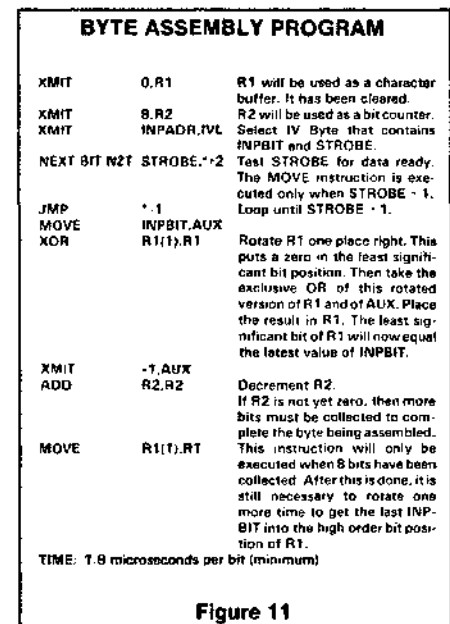 BYTE ASSEMBLY PROGRAM
XMIT 0,R1 R1 will be used as a character
buffer. It has been cleared.
XMIT 8,R2 R2 will be used as a bit counter.
XMIT INPADR,IVL Select IV Byte that contains
INPBIT and STROBE.
NEXT BIT NZT STROBE,*+2 Test STROBE for data ready.
The MOVE instruction is exe-
cuted only when STROBE = 1.
JMP *-1 Loop until STROBE = 1.
MOVE INPBIT,AUX
XOR R1(1),R1 Rotate R1 one place right. This
puts a zero in the least signifi-
cant bit position. Then take the
exclusive OR of this rotated
version of R1 and of AUX. Place
the result in R1. The least sig-
nificant bit of R1 will now equal
the latest value of INPBIT.
XMIT -1,AUX
ADD R2,R2 Decrement R2.
If R2 is not yet zero, then more
bits must be collected to com-
plete the byte being assembled.
MOVE R1(1),R1 This instruction will only be
executed when 8 bits have been
collected. After this is done, it is
still necessary to rotate one
more time to get the last INP-
BIT into the high order bit posi-
tion of R1.
TIME: 1.8 microseconds per bit (minimum)
Figure 11